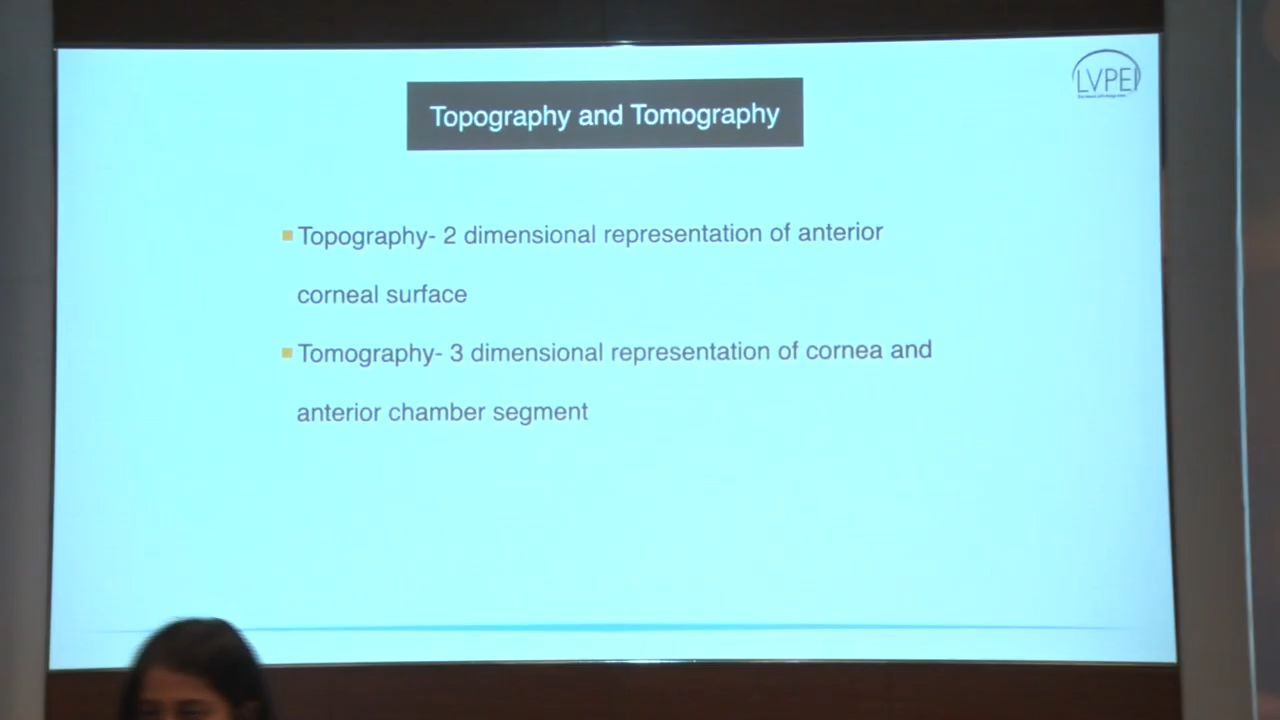 LVPEI
Topography and Tomography
Topography- 2 dimensional representation of anterior
corneal surface
Tomography- 3 dimensional representation of cornea and
anterior chamber segment